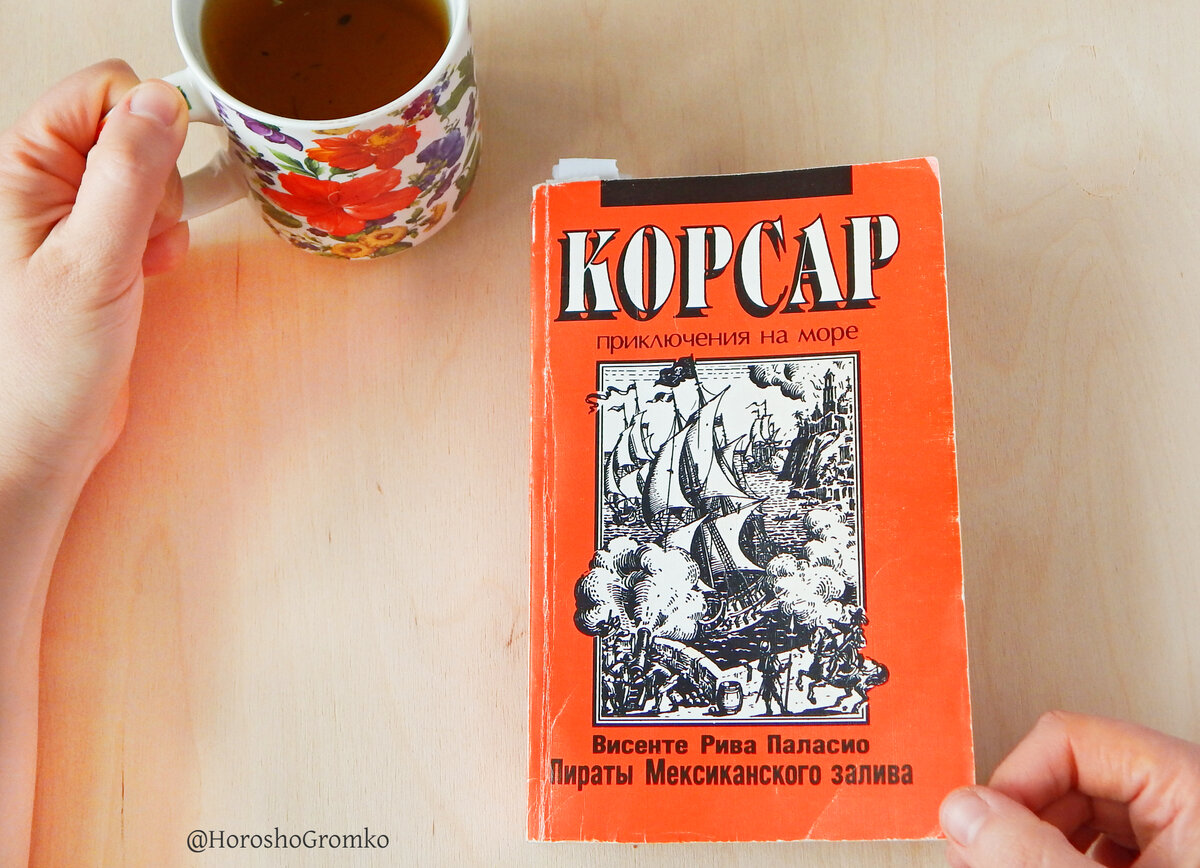 КОРСАР
приключения на море
Висенте Рива Паласио
Пираты Мексиканского залива
@HoroshoGromko